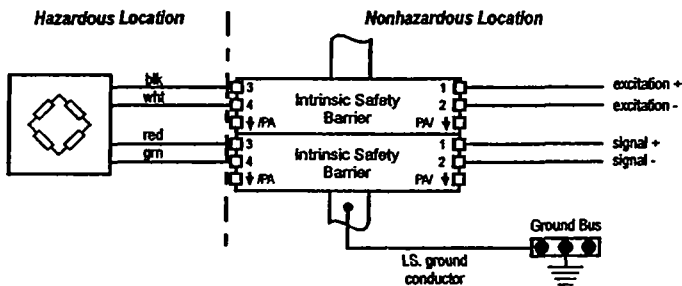 Hazardous Location
Nonhazardous Location
blk
wht
red
grn
3
4
/PA
Intrinsic Safety
Barrier
1
2
PA/
3
4
/PA
Intrinsic Safety
Barrier
1
2
PA/
excitation +
excitation -
signal +
signal -
Ground Bus
I.S. ground
conductor